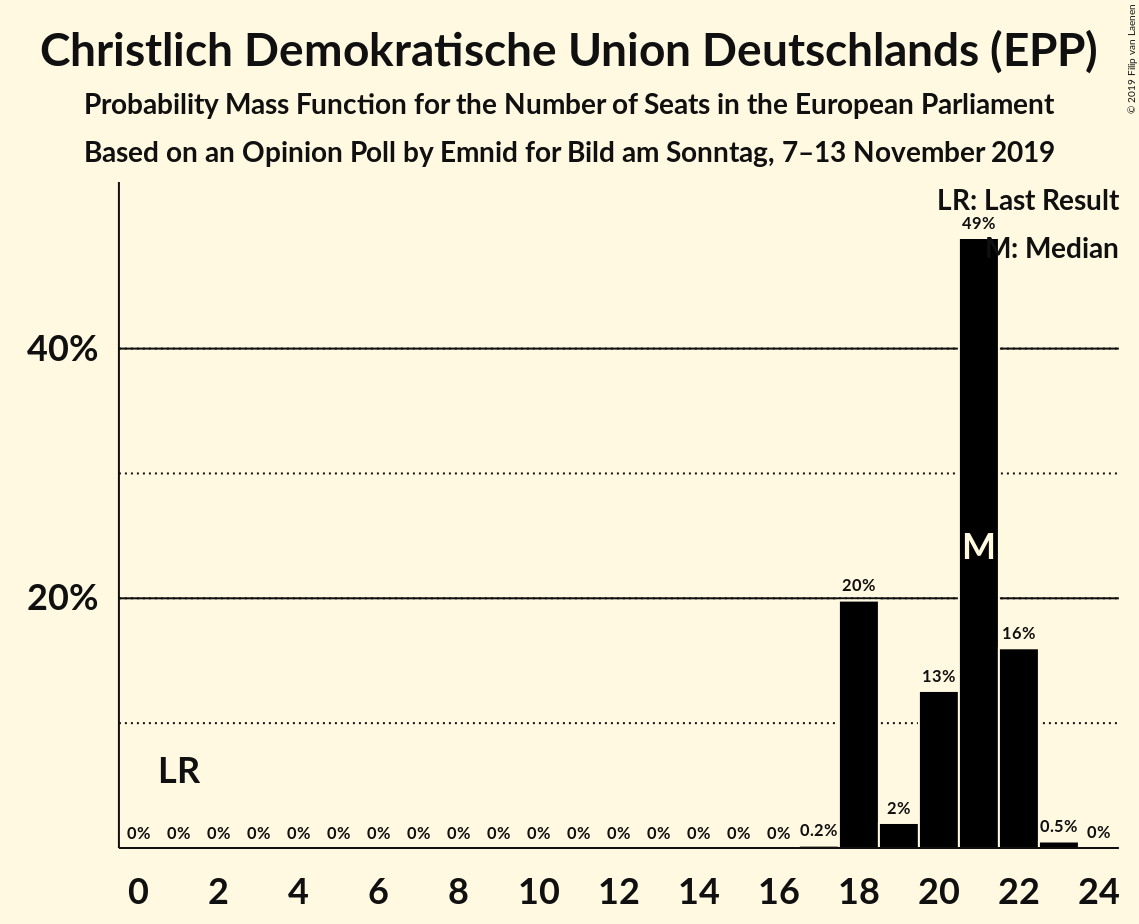 Christlich Demokratische Union Deutschlands (EPP)
Probability Mass Function for the Number of Seats in the European Parliament
Based on an Opinion Poll by Emnid for Bild am Sonntag, 7–13 November 2019
© 2019 Filip van Laenen
LR: Last Result
49%
M: Median
40%
M
20%
20%
16%
13%
LR
2%
0% 0% 0% 0% 0% 0% 0% 0% 0% 0% 0% 0% 0% 0% 0% 0% 0% 0.2% 0.5% 0%
0 2 4 6 8 10 12 14 16 18 20 22 24